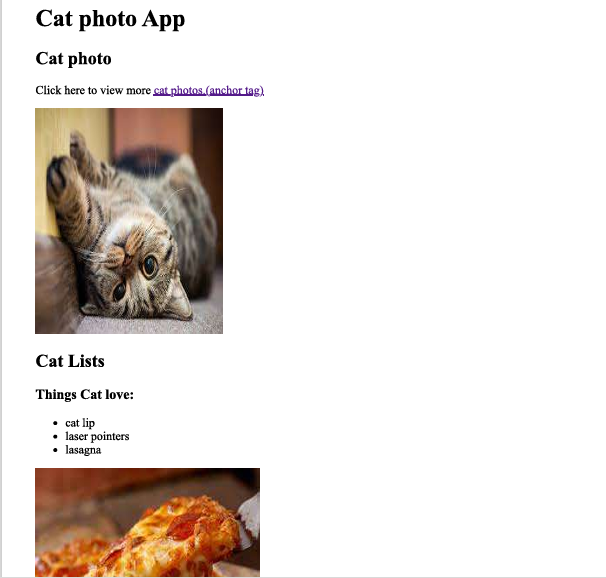 Cat photo App
Cat photo
Click here to view more cat photos.(anchor tag)
Cat Lists
Things Cat love:
cat lip
laser pointers
lasagna